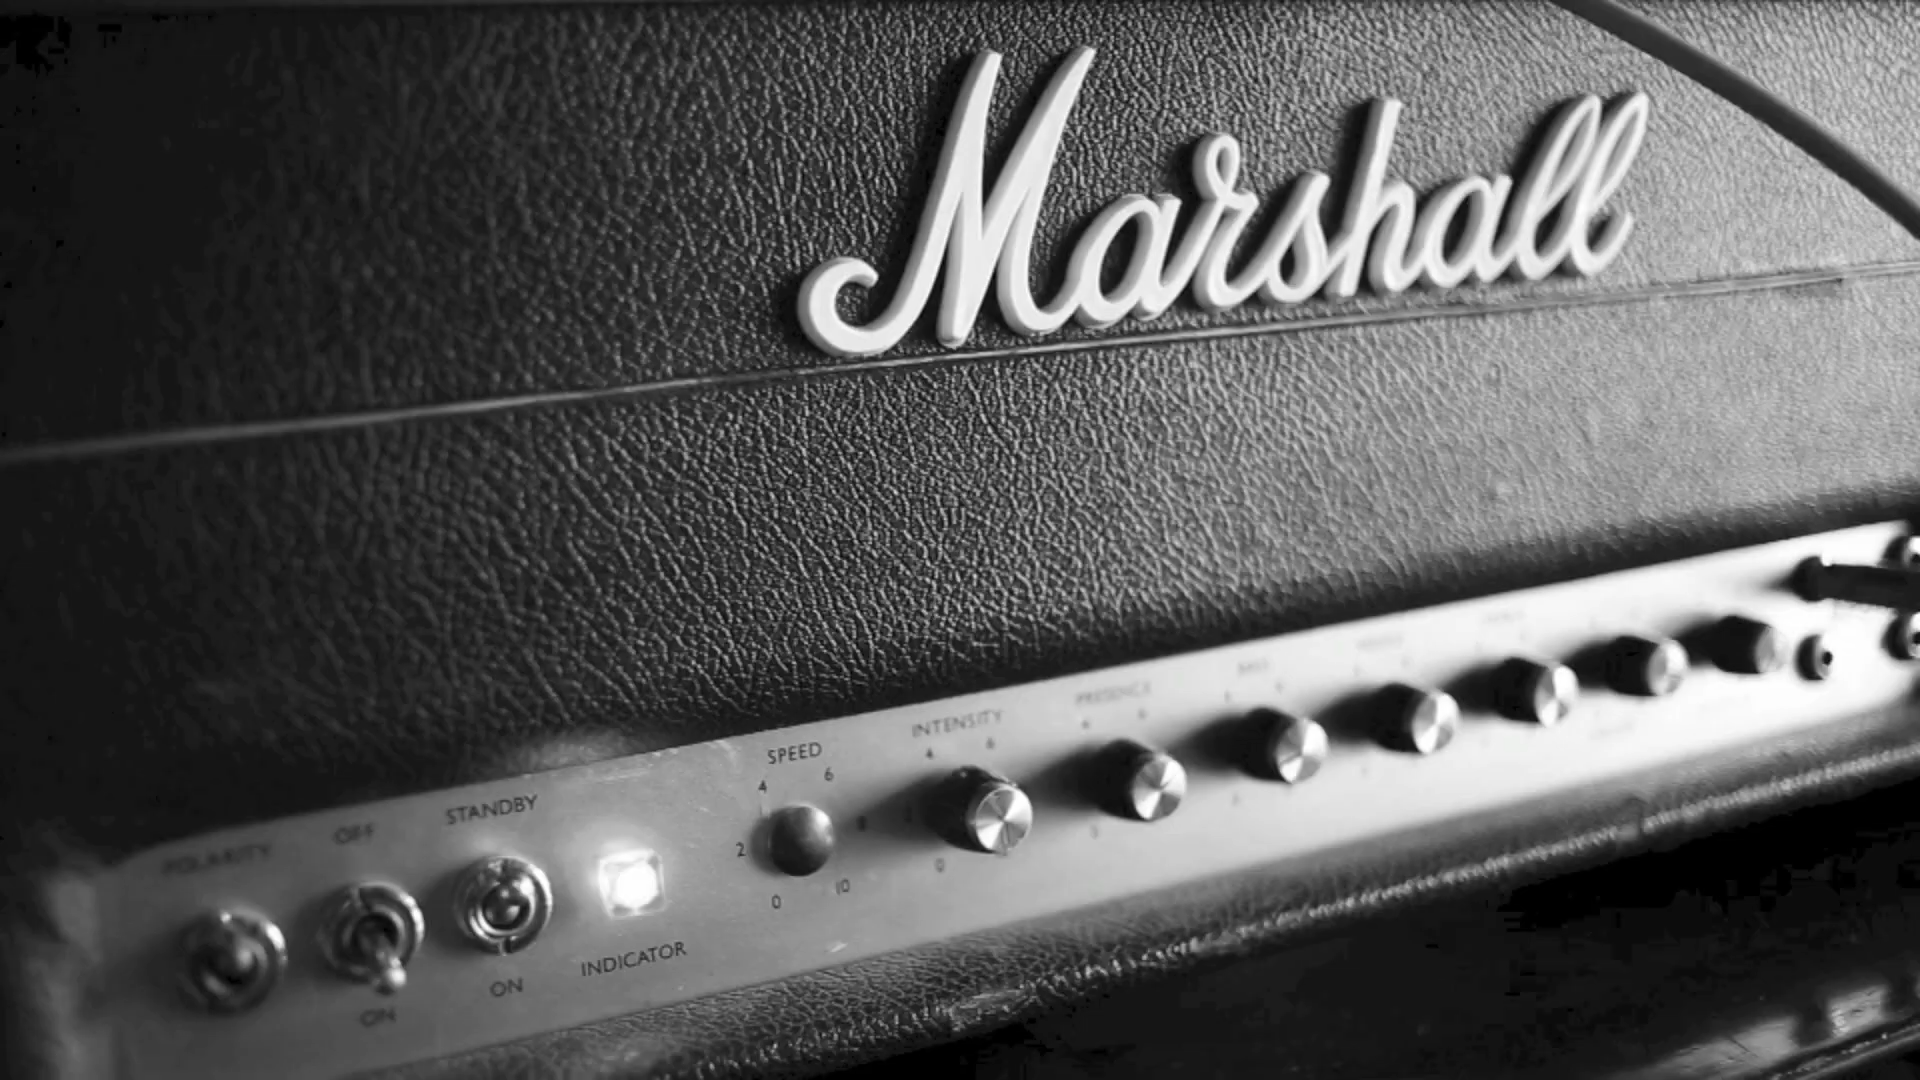 Marshall
SPEED
4
6
2
8
0
10
INTENSITY
4
6
0
PRESENCE
BASS
POLARITY
OFF
ON
STANDBY
ON
INDICATOR